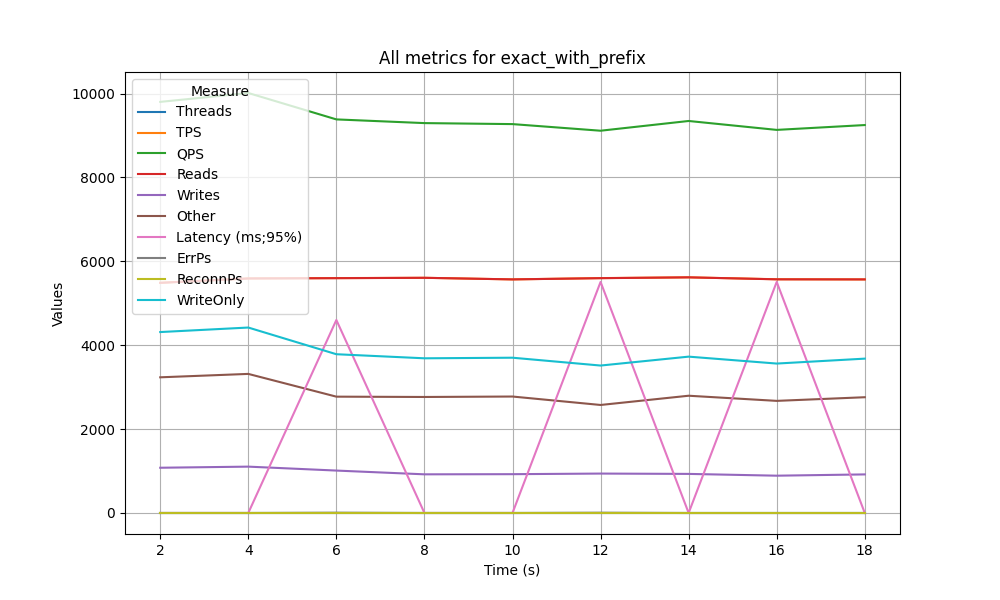 All metrics for exact_with_prefix
Measure
Threads
TPS
QPS
Reads
Writes
Other
Latency (ms;95%)
ErrPs
ReconnPs
WriteOnly
Values
10000
8000
6000
4000
2000
0
2 4 6 8 10 12 14 16 18
Time (s)